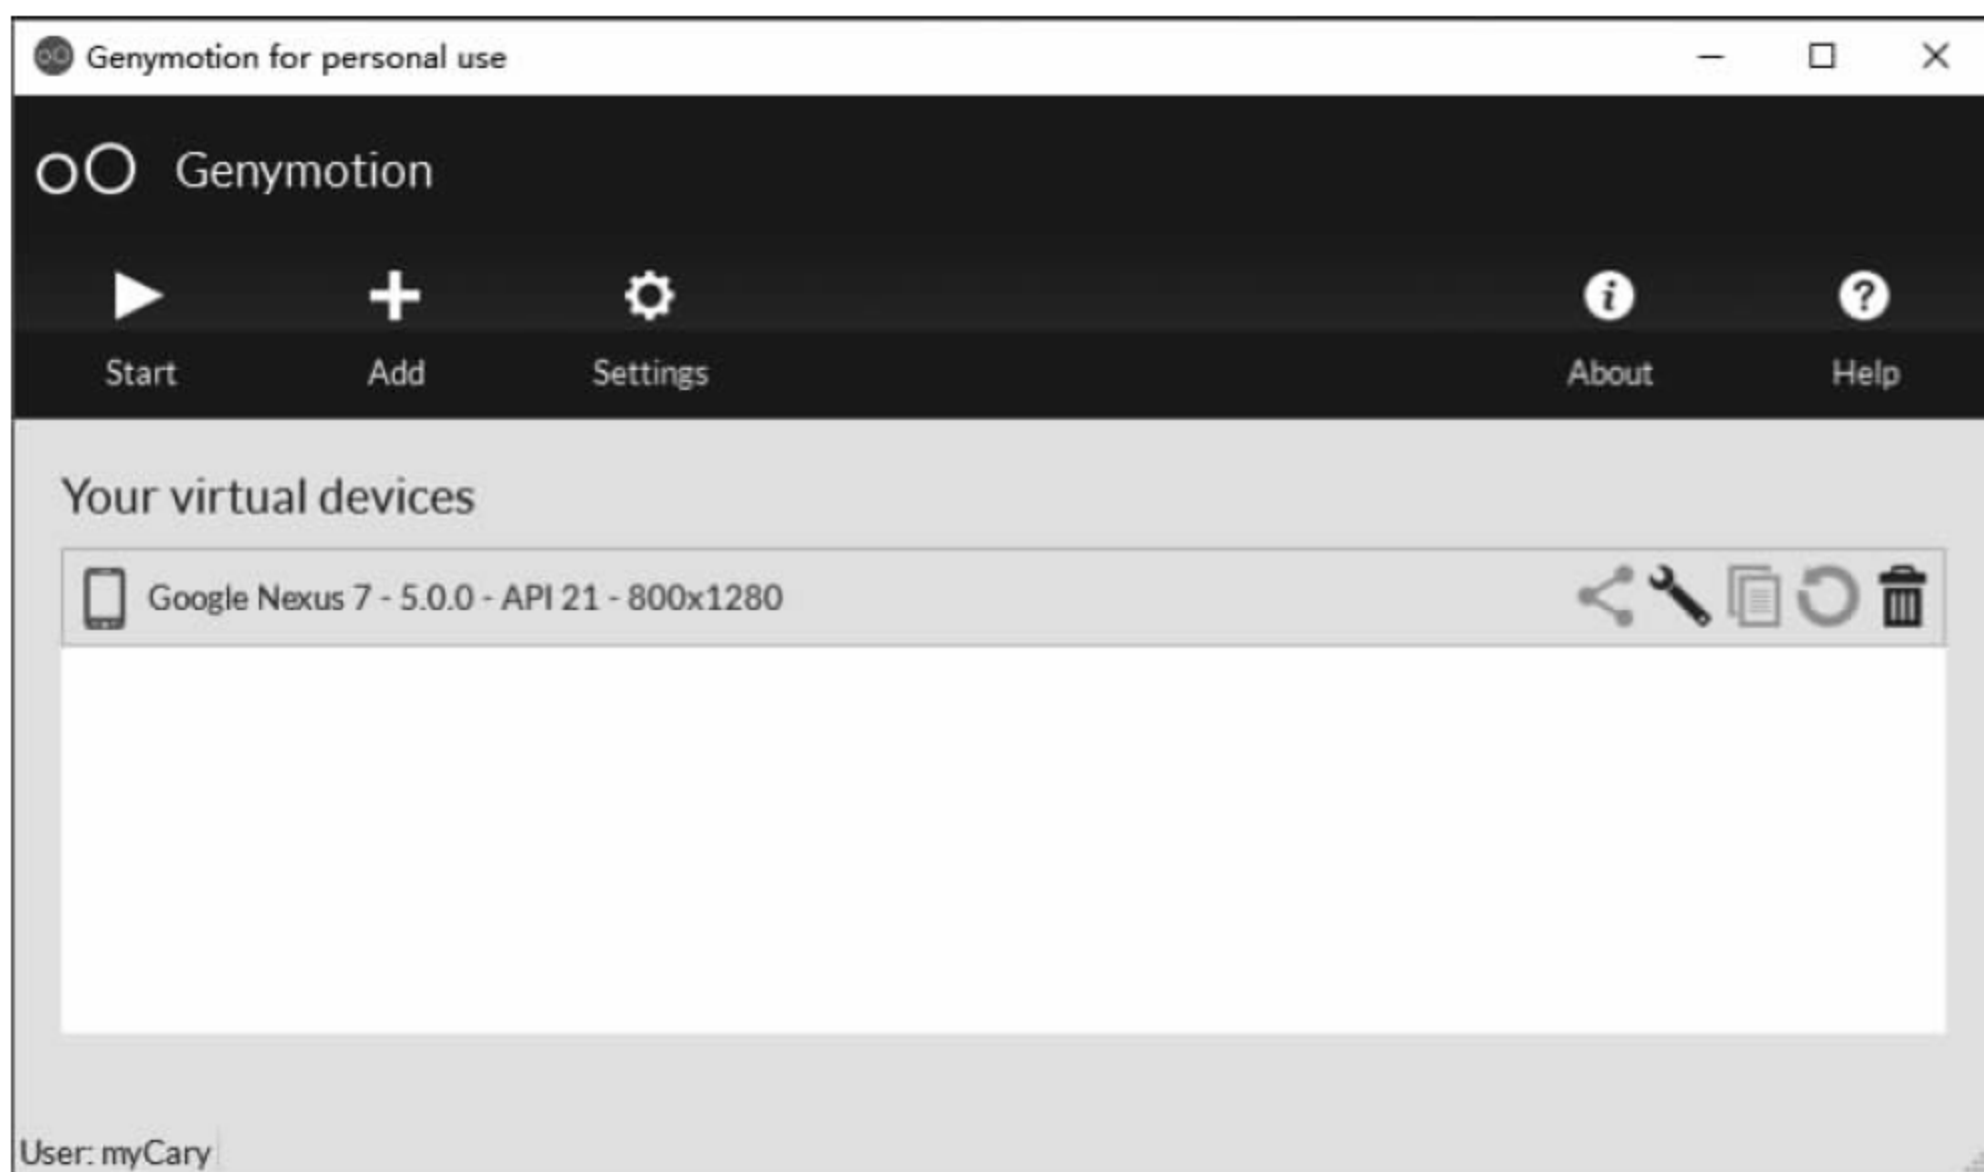 Genymotion for personal use
Genymotion
Start Add Settings About Help
Your virtual devices
Google Nexus 7 - 5.0.0 - API 21 - 800x1280
User: myCary